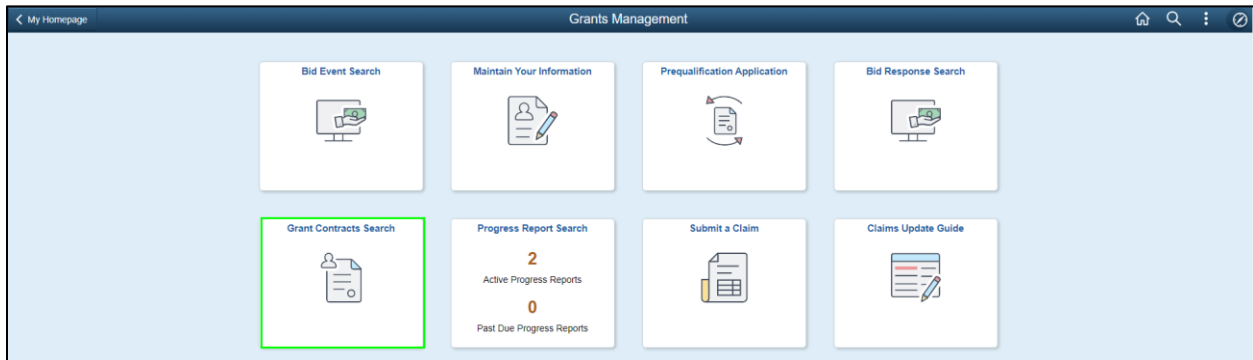 My Homepage
Grants Management
Bid Event Search
Maintain Your Information
Prequalification Application
Bid Response Search
Grant Contracts Search
Progress Report Search
2
Active Progress Reports
0
Past Due Progress Reports
Submit a Claim
Claims Update Guide